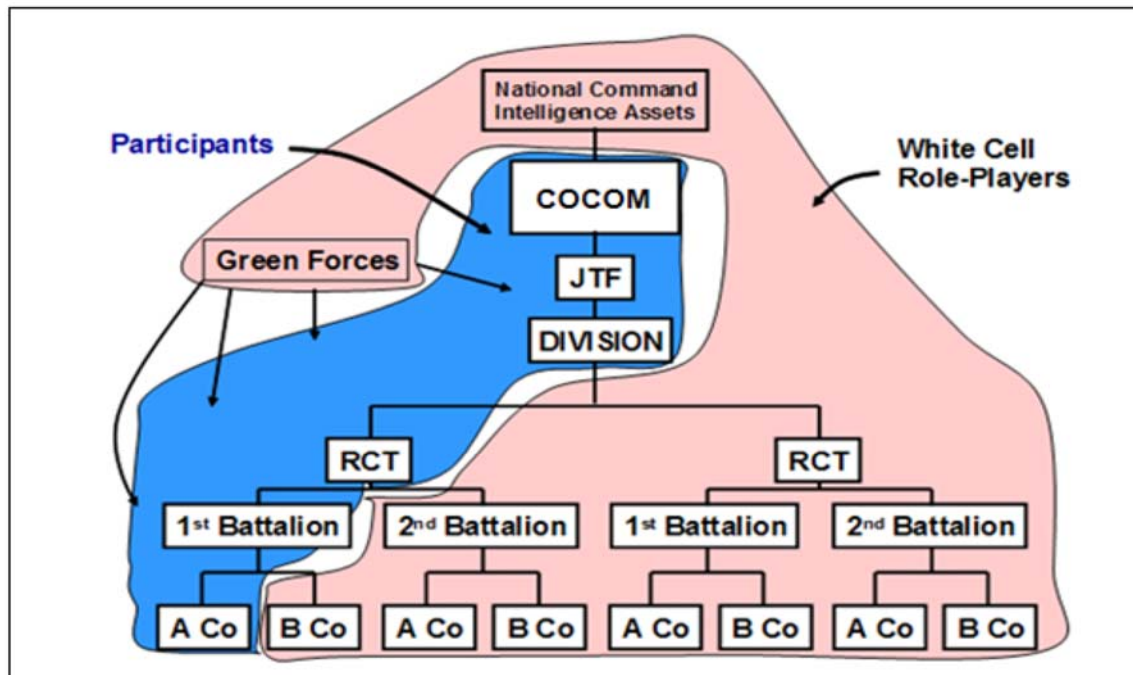 National Command
Intelligence Assets
Participants
White Cell
Role-Players
COCOM
Green Forces
JTF
DIVISION
RCT
RCT
1st Battalion
2nd Battalion
1st Battalion
2nd Battalion
A Co
B Co
A Co
B Co
A Co
B Co
A Co
B Co